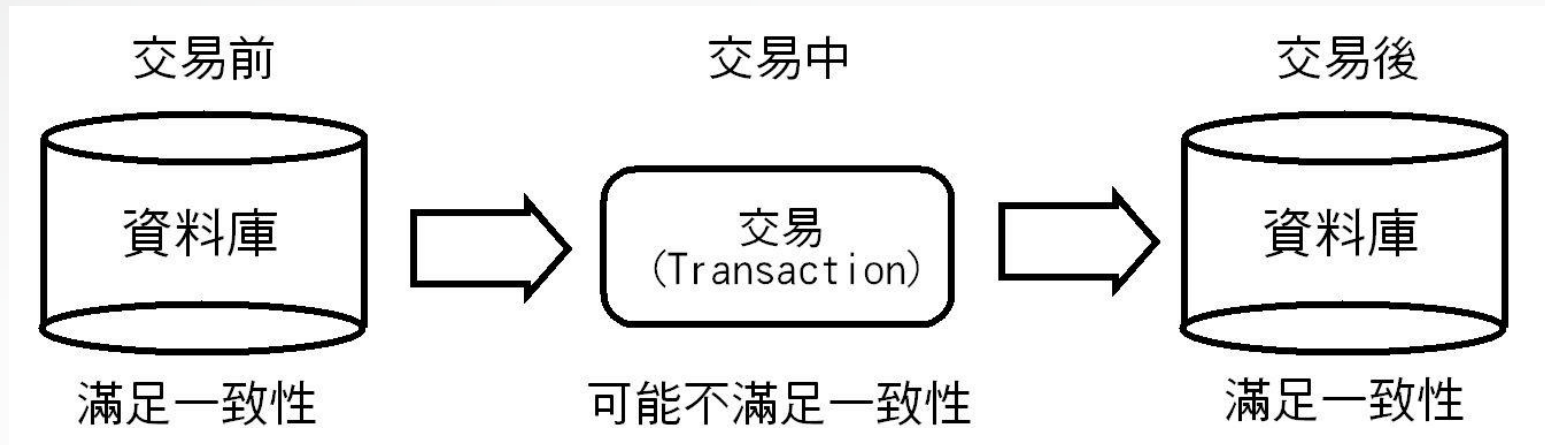 交易前
交易中
交易後
資料庫
交易
(Transaction)
資料庫
滿足一致性
可能不滿足一致性
滿足一致性